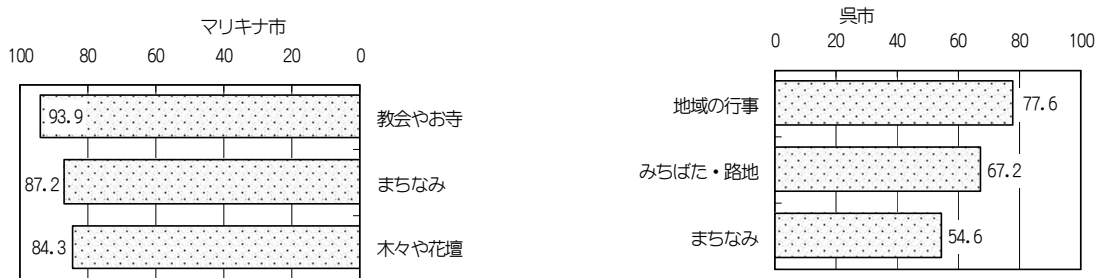 マリキナ市
100 80 60 40 20 0
93.9 教会やお寺
87.2 まちなみ
84.3 木々や花壇
呉市
0 20 40 60 80 100
地域の行事 77.6
みちばた・路地 67.2
まちなみ 54.6